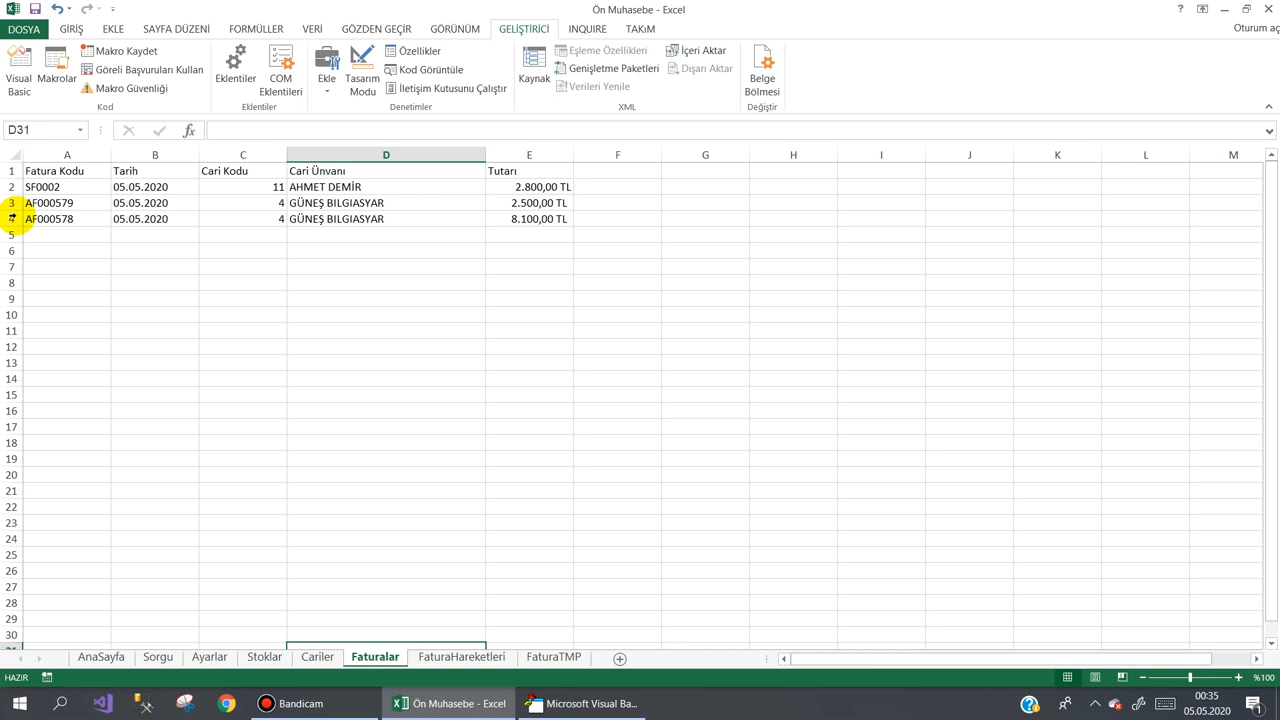 Ön Muhasebe - Excel
Oturum aç
DOSYA GİRİŞ EKLE SAYFA DÜZENİ FORMÜLLER VERİ GÖZDEN GEÇİR GÖRÜNÜM GELİŞTİRİCİ INQUIRE TAKIM
Visual Basic
Makrolar
Makro Kaydet
Göreli Başvuruları Kullan
Makro Güvenliği
Kod
Eklentiler
COM Eklentileri
Eklentiler
Ekle
Tasarım Modu
Özellikler
Kod Görüntüle
İletişim Kutusunu Çalıştır
Denetimler
Kaynak
Eşleme Özellikleri
Genişletme Paketleri
Verileri Yenile
İçeri Aktar
Dışarı Aktar
XML
Belge Bölmesi
Değiştir
D31
fx
A B C D E F G H I J K L M
1 Fatura Kodu Tarih Cari Kodu Cari Ünvanı Tutarı
2 SF0002 05.05.2020 11 AHMET DEMİR 2.800,00 TL
3 AF000579 05.05.2020 4 GÜNEŞ BILGIASYAR 2.500,00 TL
4 AF000578 05.05.2020 4 GÜNEŞ BILGIASYAR 8.100,00 TL
5
6
7
8
9
10
11
12
13
14
15
16
17
18
19
20
21
22
23
24
25
26
27
28
29
30
31
AnaSayfa Sorgu Ayarlar Stoklar Cariler Faturalar FaturaHareketleri FaturaTMP
HAZIR
%100
Bandicam
Ön Muhasebe - Excel
Microsoft Visual Ba...
00:35
05.05.2020
1